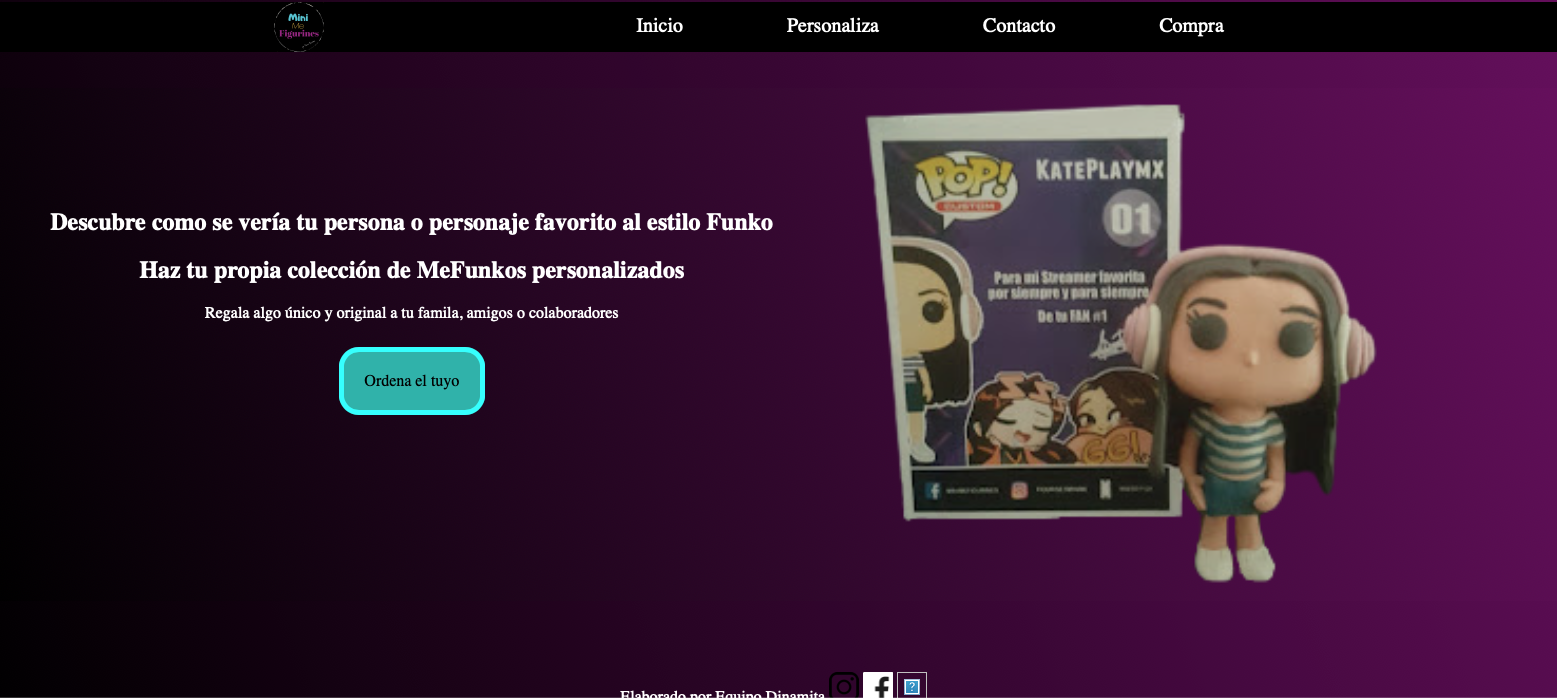 Mini
Me
Figurines
Inicio
Personaliza
Contacto
Compra
Descubre como se vería tu persona o personaje favorito al estilo Funko
Haz tu propia colección de MeFunkos personalizados
Regala algo único y original a tu famila, amigos o colaboradores
Ordena el tuyo
POP!
CUSTOM
KATEPLAYMX
01
Para mi Streamer favorita
por siempre y para siempre
De tu FAN #1
GG!
Elaborado por Equipo Dinamita